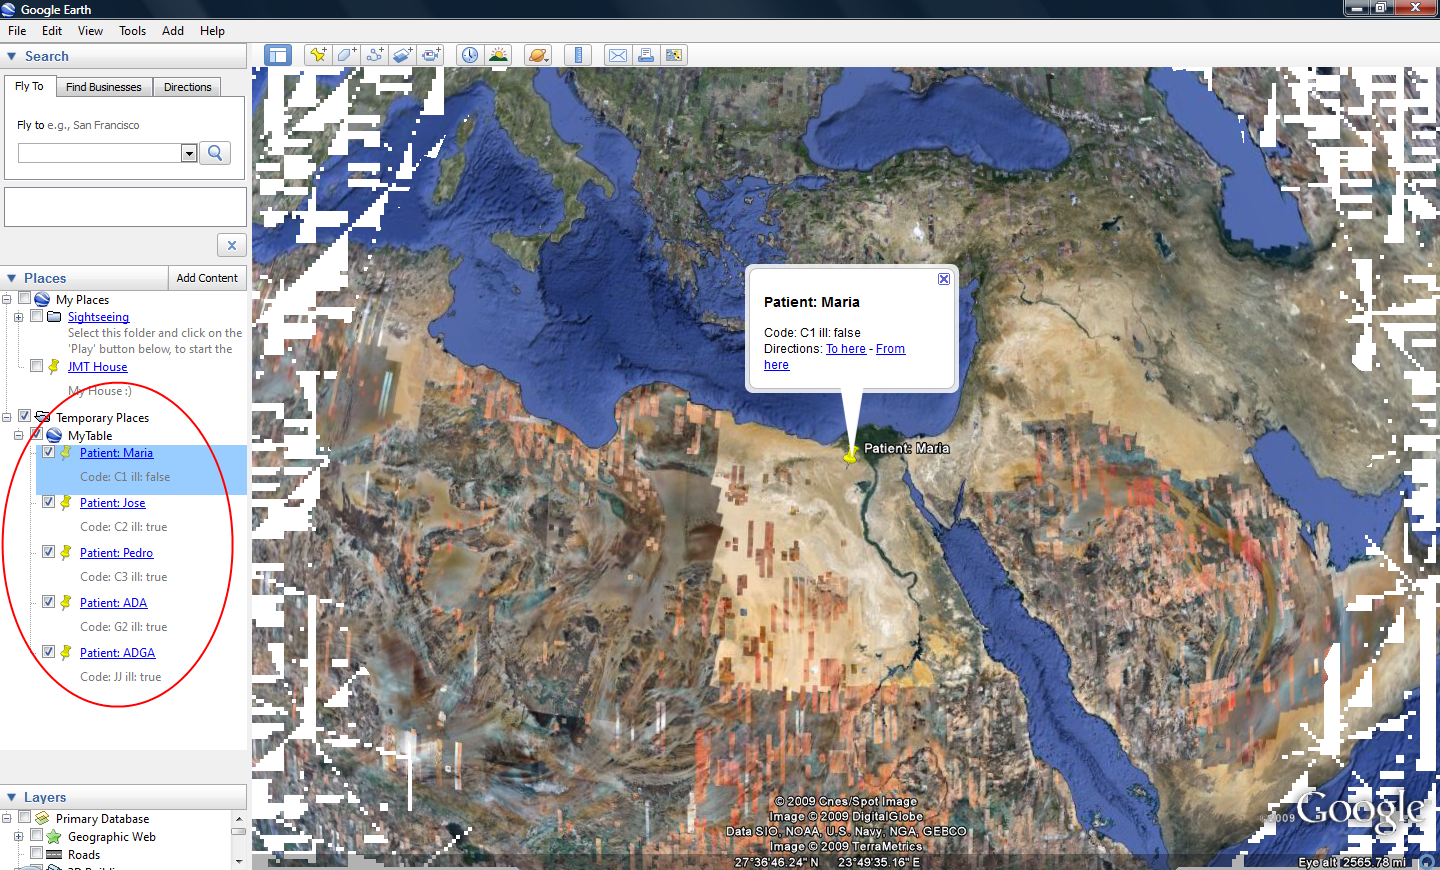 Google Earth
File Edit View Tools Add Help
Search
Fly To Find Businesses Directions
Fly to e.g., San Francisco
Places Add Content
My Places
Sightseeing
Select this folder and click on the
'Play' button below, to start the
JMT House
My House :)
Temporary Places
MyTable
Patient: Maria
Code: C1 ill: false
Patient: Jose
Code: C2 ill: true
Patient: Pedro
Code: C3 ill: true
Patient: ADA
Code: G2 ill: true
Patient: ADGA
Code: JJ ill: true
Layers
Primary Database
Geographic Web
Roads
Patient: Maria
Code: C1 ill: false
Directions: To here - From
here
Patient: Maria
© 2009 Cnes/Spot Image
Image © 2009 DigitalGlobe
Data SIO, NOAA, U.S. Navy, NGA, GEBCO
Image © 2009 TerraMetrics
27°36'46.24" N 23°49'35.16" E
©2009 Google
Eye alt 2565.78 mi